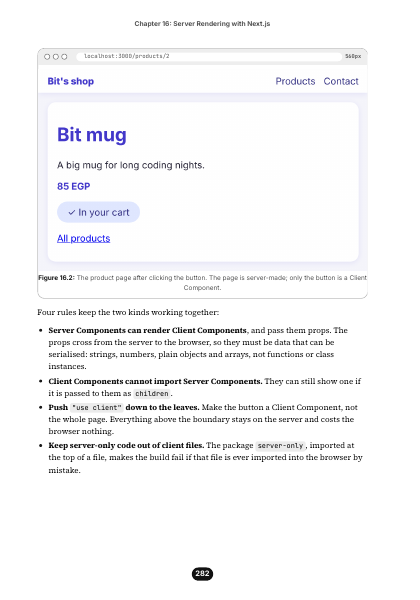 Chapter 16: Server Rendering with Next.js
localhost:3000/products/2
560px
Bit's shop
Products Contact
Bit mug
A big mug for long coding nights.
85 EGP
✓ In your cart
All products
Figure 16.2: The product page after clicking the button. The page is server-made; only the button is a Client
Component.
Four rules keep the two kinds working together:
• Server Components can render Client Components, and pass them props. The
props cross from the server to the browser, so they must be data that can be
serialised: strings, numbers, plain objects and arrays, not functions or class
instances.
• Client Components cannot import Server Components. They can still show one if
it is passed to them as children.
• Push "use client" down to the leaves. Make the button a Client Component, not
the whole page. Everything above the boundary stays on the server and costs the
browser nothing.
• Keep server-only code out of client files. The package server-only, imported at
the top of a file, makes the build fail if that file is ever imported into the browser by
mistake.
282